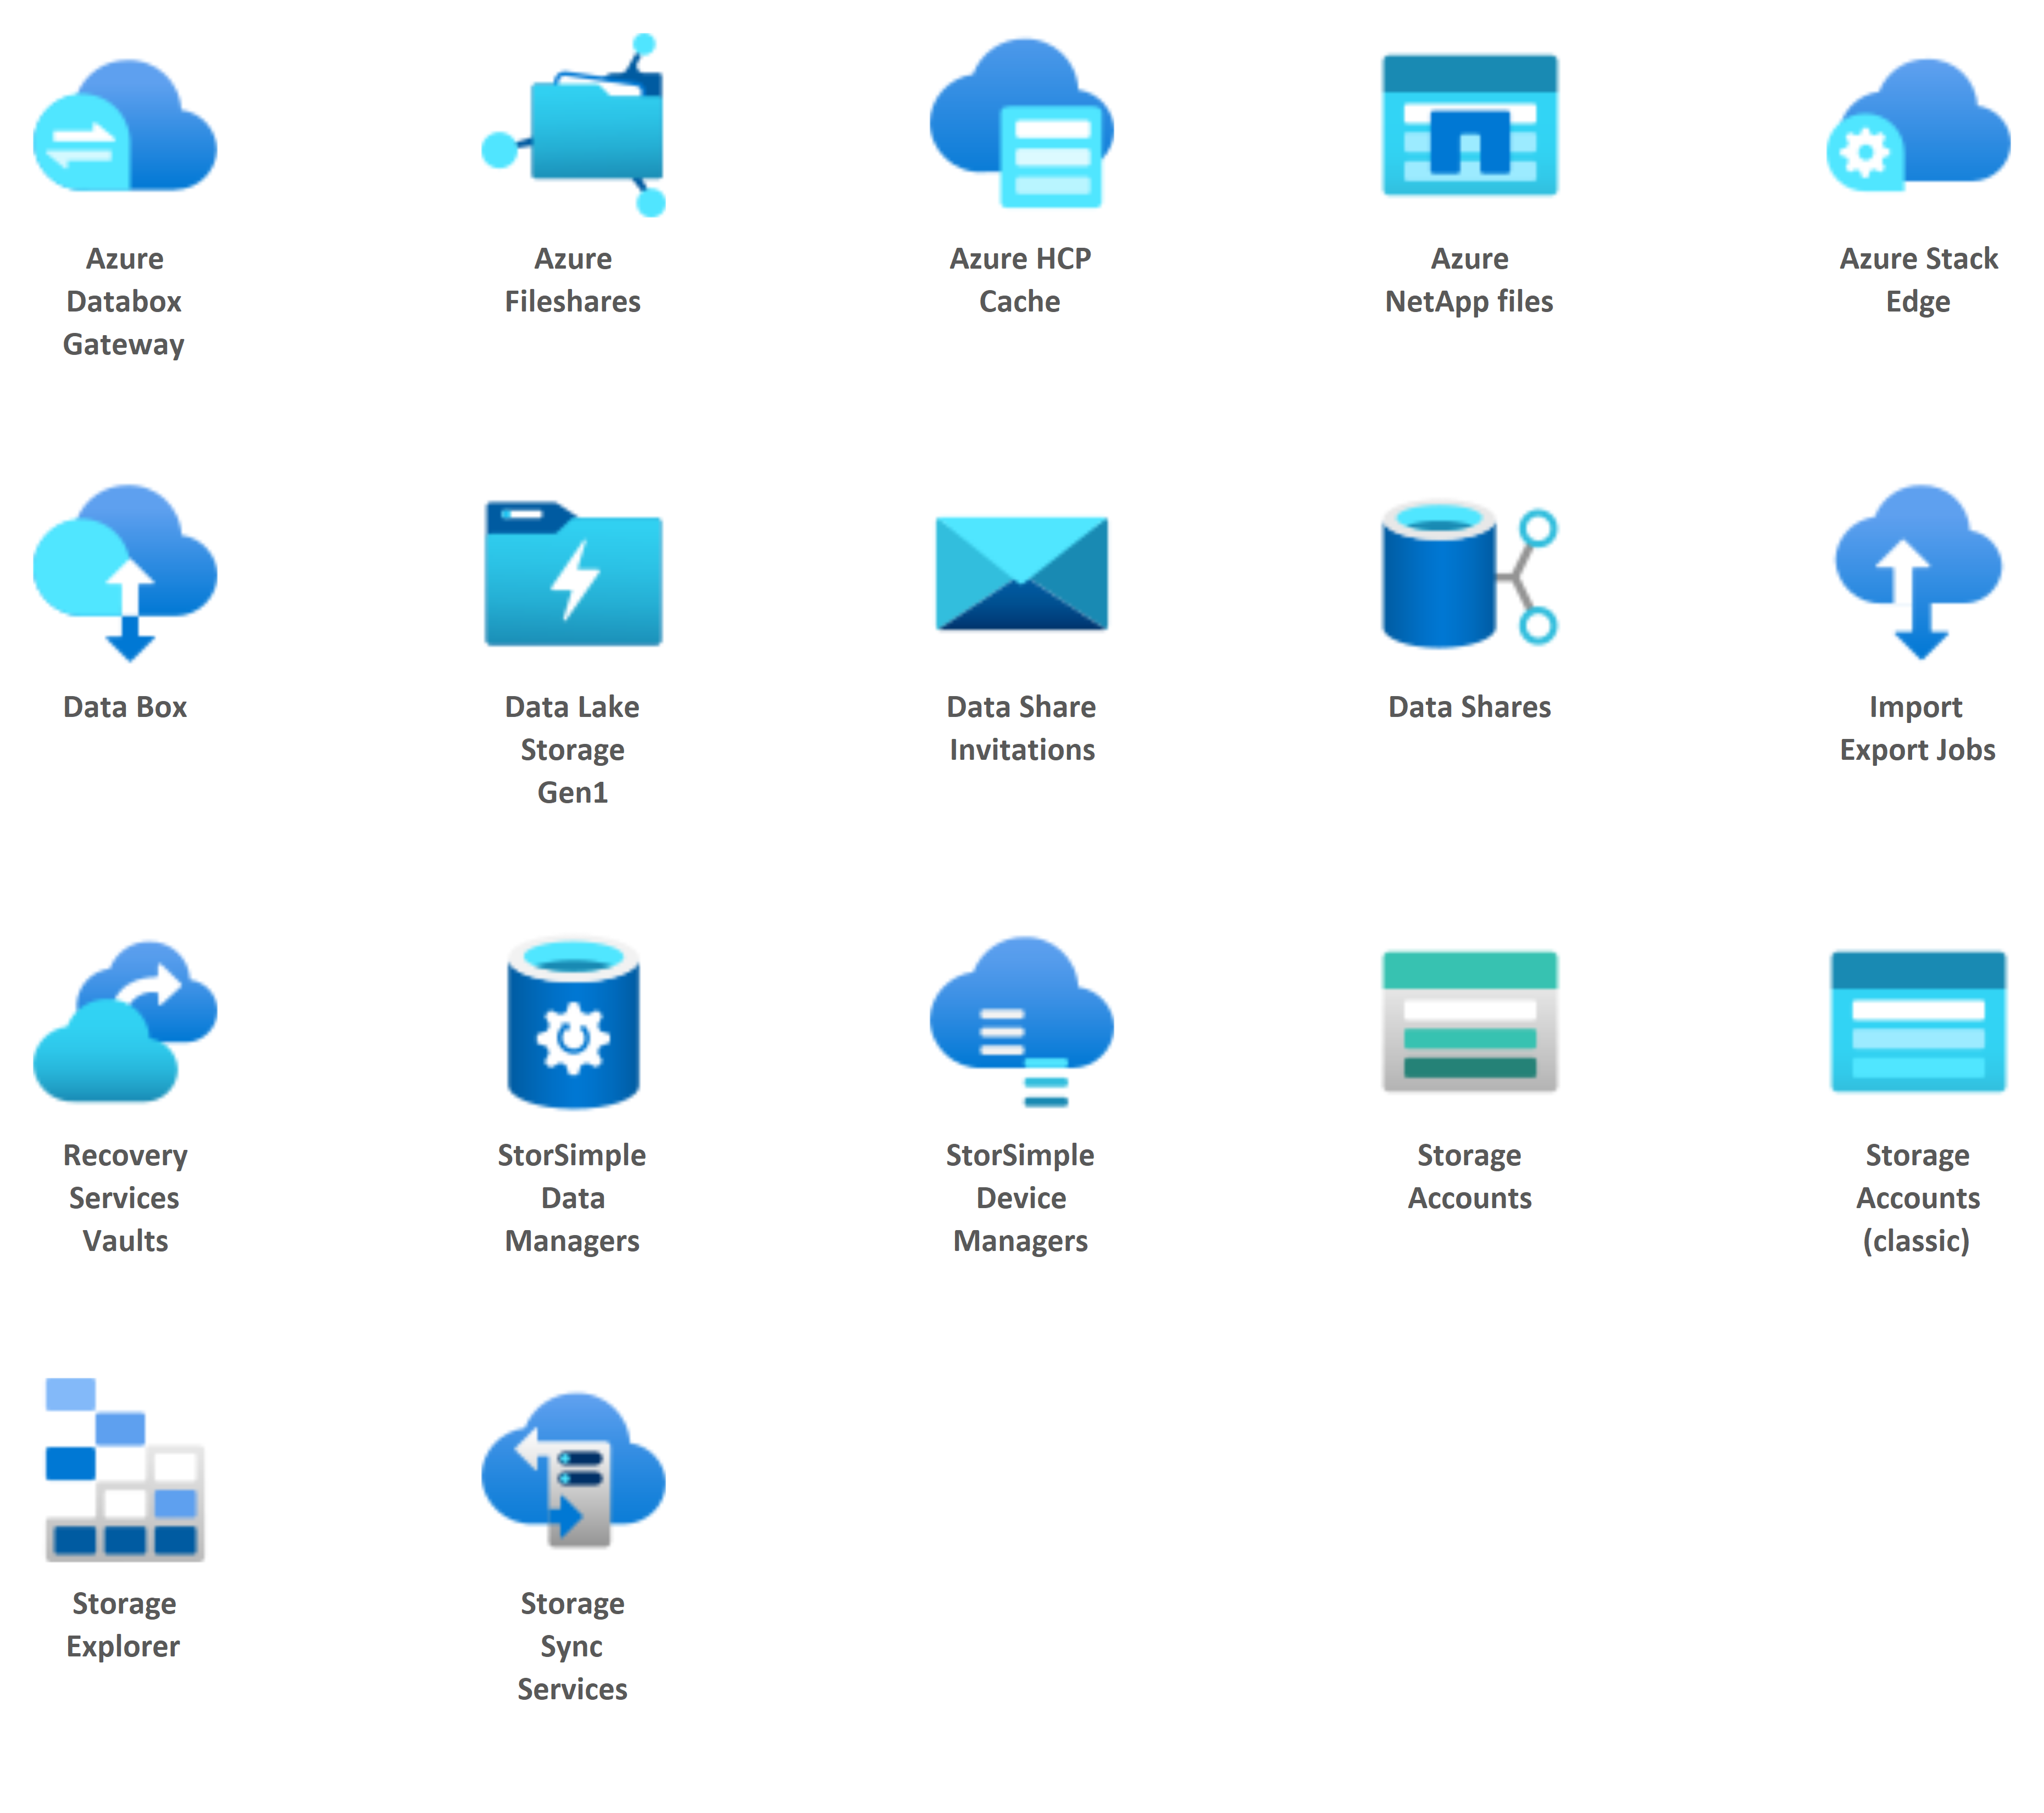 Azure
Databox
Gateway
Azure
Fileshares
Azure HCP
Cache
Azure
NetApp files
Azure Stack
Edge
Data Box
Data Lake
Storage
Gen1
Data Share
Invitations
Data Shares
Import
Export Jobs
Recovery
Services
Vaults
StorSimple
Data
Managers
StorSimple
Device
Managers
Storage
Accounts
Storage
Accounts
(classic)
Storage
Explorer
Storage
Sync
Services